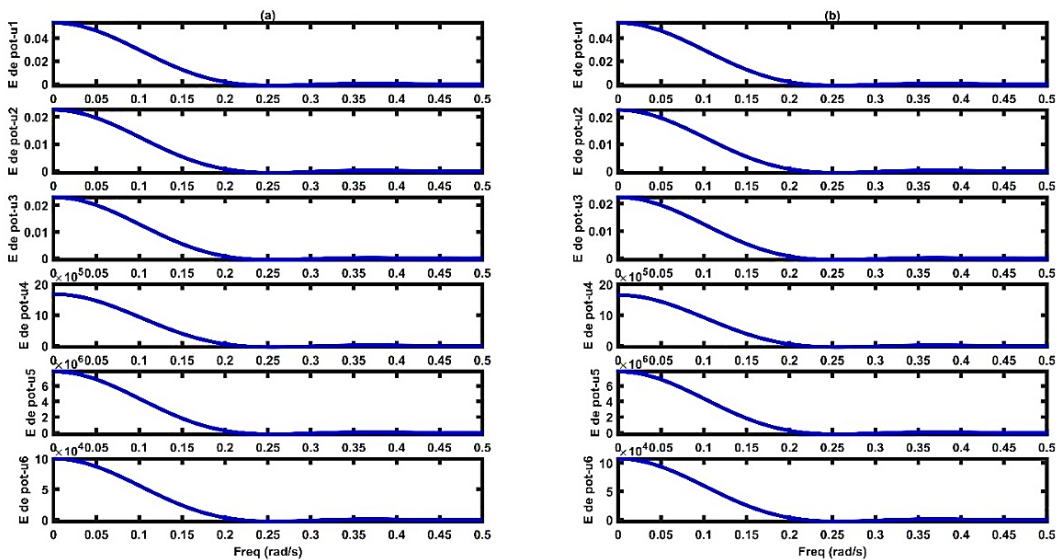 (a)
E de pot-u1
0.04
0.02
0
0 0.05 0.1 0.15 0.2 0.25 0.3 0.35 0.4 0.45 0.5
E de pot-u2
0.02
0.01
0
0 0.05 0.1 0.15 0.2 0.25 0.3 0.35 0.4 0.45 0.5
E de pot-u3
0.02
0.01
0
0 0.05 0.1 0.15 0.2 0.25 0.3 0.35 0.4 0.45 0.5
×10⁵
E de pot-u4
20
10
0
0 0.05 0.1 0.15 0.2 0.25 0.3 0.35 0.4 0.45 0.5
×10⁶
E de pot-u5
6
4
2
0
0 0.05 0.1 0.15 0.2 0.25 0.3 0.35 0.4 0.45 0.5
×10⁴
E de pot-u6
10
5
0
0 0.05 0.1 0.15 0.2 0.25 0.3 0.35 0.4 0.45 0.5
Freq (rad/s)
(b)
E de pot-u1
0.04
0.02
0
0 0.05 0.1 0.15 0.2 0.25 0.3 0.35 0.4 0.45 0.5
E de pot-u2
0.02
0.01
0
0 0.05 0.1 0.15 0.2 0.25 0.3 0.35 0.4 0.45 0.5
E de pot-u3
0.02
0.01
0
0 0.05 0.1 0.15 0.2 0.25 0.3 0.35 0.4 0.45 0.5
×10⁵
E de pot-u4
20
10
0
0 0.05 0.1 0.15 0.2 0.25 0.3 0.35 0.4 0.45 0.5
×10⁶
E de pot-u5
6
4
2
0
0 0.05 0.1 0.15 0.2 0.25 0.3 0.35 0.4 0.45 0.5
×10⁴
E de pot-u6
10
5
0
0 0.05 0.1 0.15 0.2 0.25 0.3 0.35 0.4 0.45 0.5
Freq (rad/s)